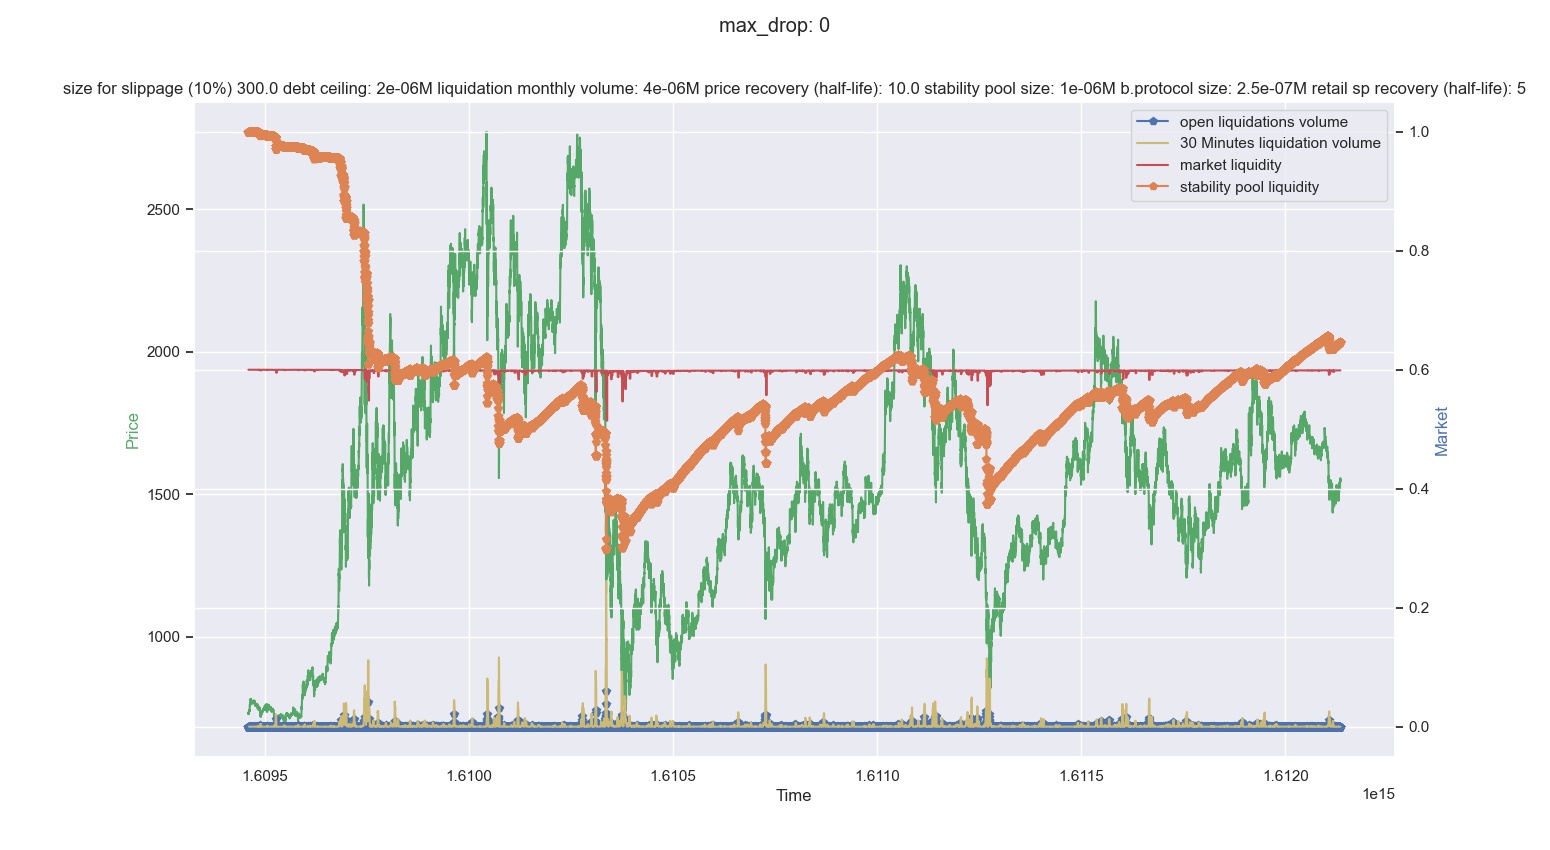 max_drop: 0
size for slippage (10%) 300.0 debt ceiling: 2e-06M liquidation monthly volume: 4e-06M price recovery (half-life): 10.0 stability pool size: 1e-06M b.protocol size: 2.5e-07M retail sp recovery (half-life): 5
open liquidations volume
30 Minutes liquidation volume
market liquidity
stability pool liquidity
2500
2000
1500
1000
Price
1.0
0.8
0.6
0.4
0.2
0.0
Market
1.6095 1.6100 1.6105 1.6110 1.6115 1.6120
Time
1e15